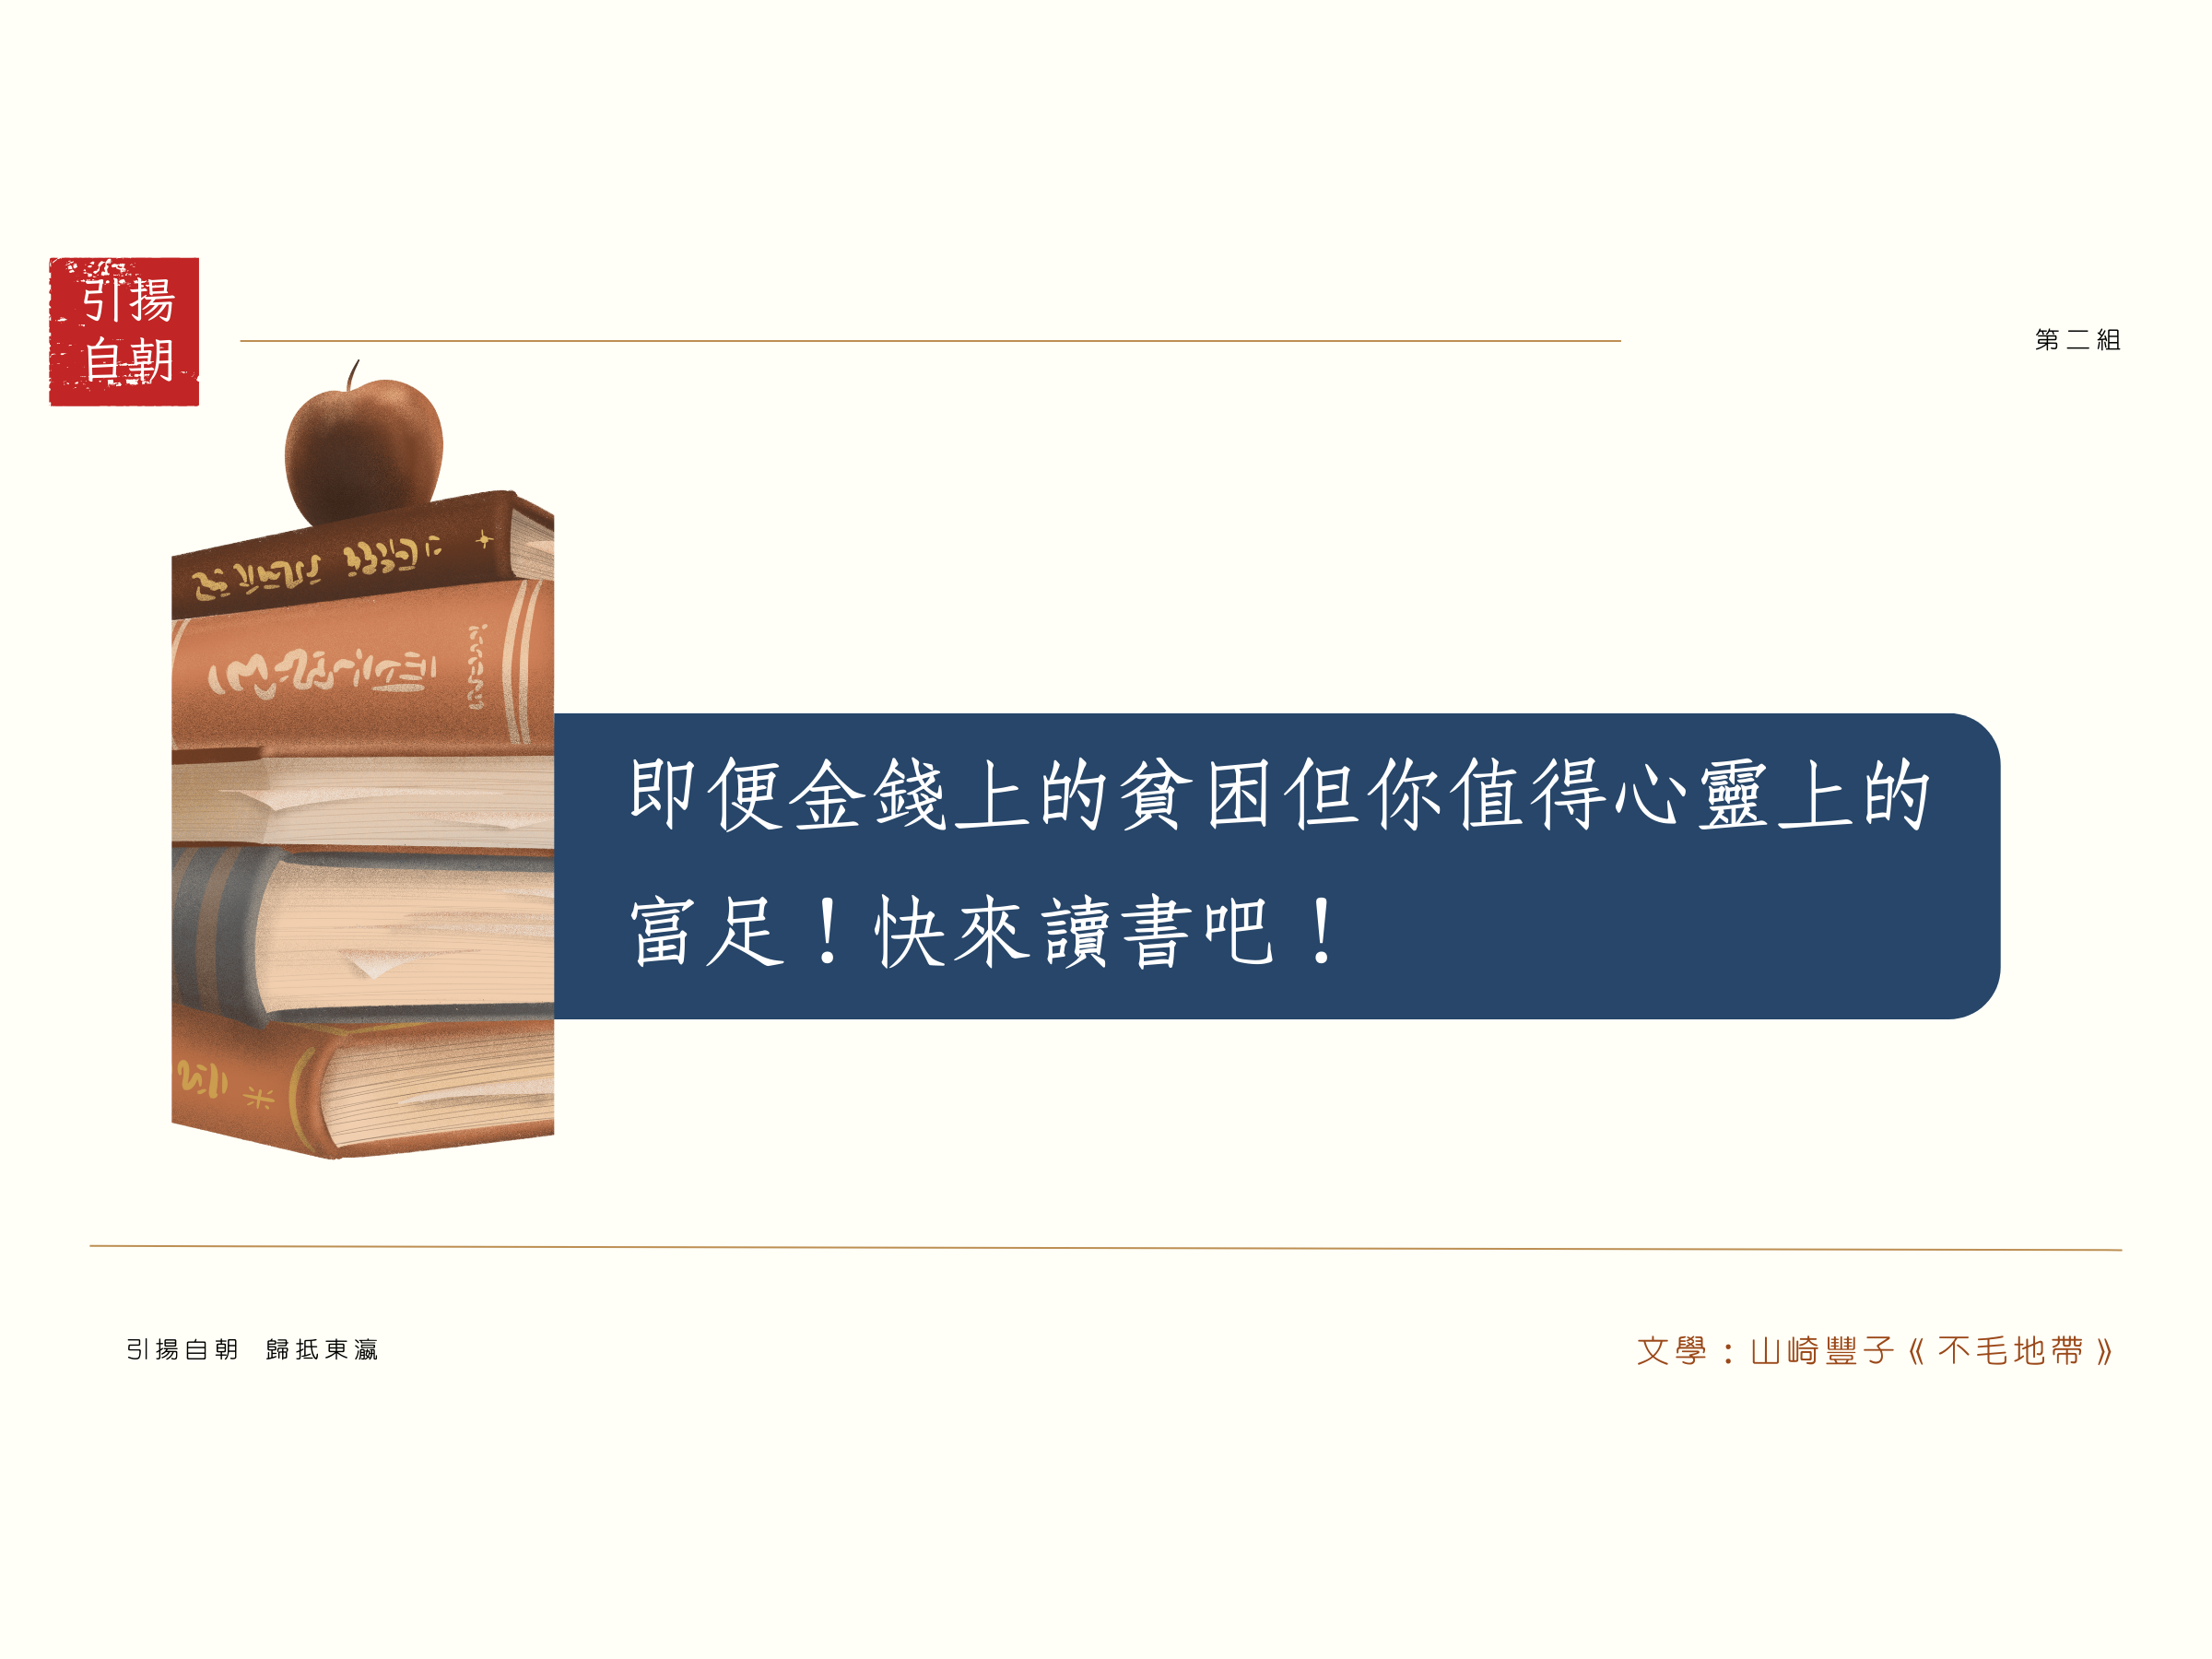 引揚
自朝
第二組
即便金錢上的貧困但你值得心靈上的
富足！快來讀書吧！
引揚自朝 歸抵東瀛
文學：山崎豐子《不毛地帶》